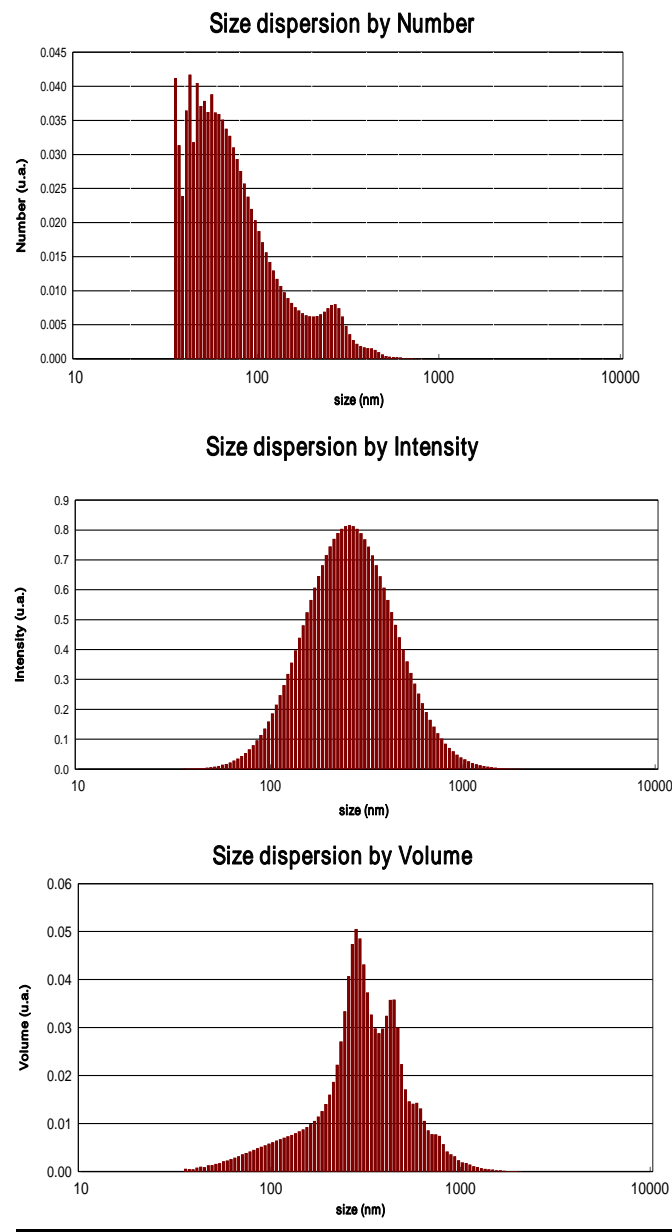 Size dispersion by Number
0.045
0.040
0.035
0.030
0.025
0.020
0.015
0.010
0.005
0.000
Number (u.a.)
10 100 1000 10000
size (nm)
Size dispersion by Intensity
0.9
0.8
0.7
0.6
0.5
0.4
0.3
0.2
0.1
0.0
Intensity (u.a.)
10 100 1000 10000
size (nm)
Size dispersion by Volume
0.06
0.05
0.04
0.03
0.02
0.01
0.00
Volume (u.a.)
10 100 1000 10000
size (nm)